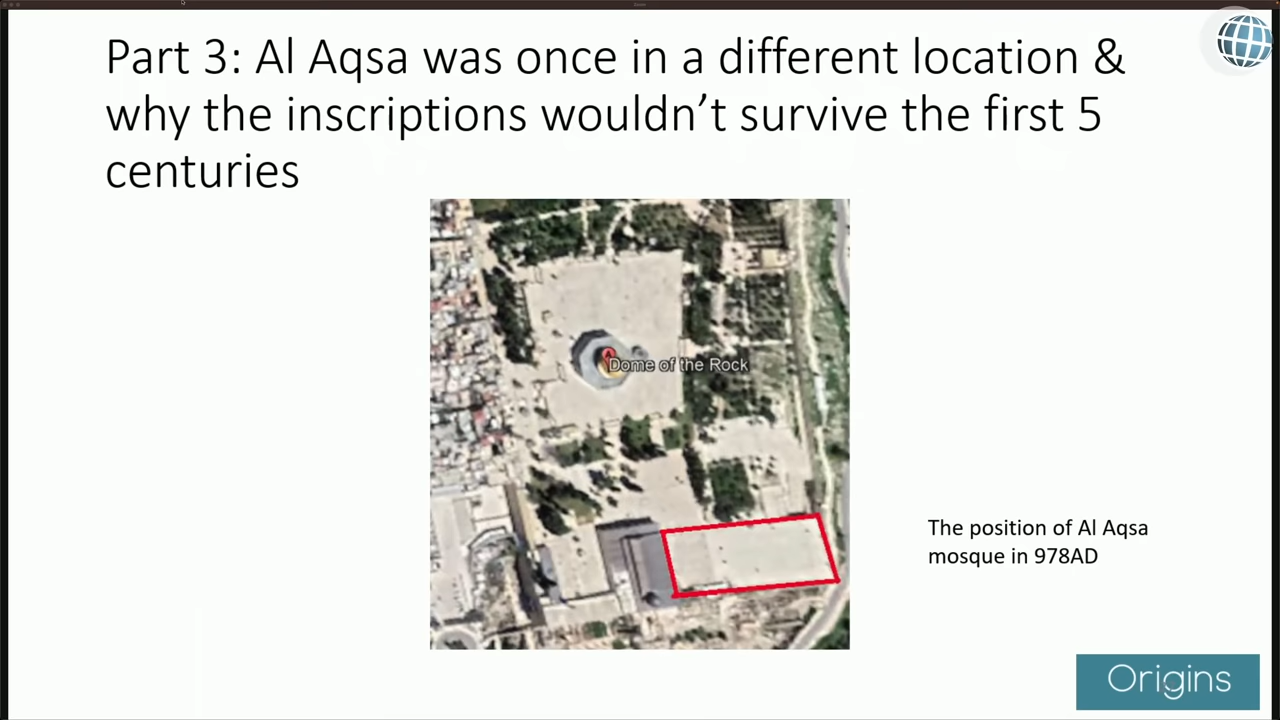 Part 3: Al Aqsa was once in a different location &
why the inscriptions wouldn't survive the first 5
centuries
Dome of the Rock
The position of Al Aqsa
mosque in 978AD
Origins